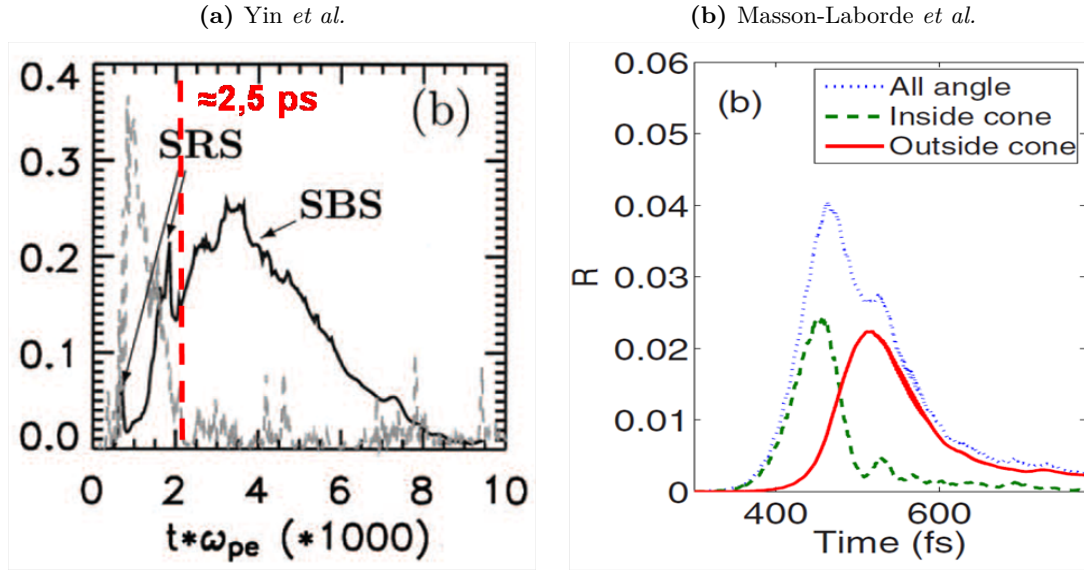 (a) Yin et al.
(b) Masson-Laborde et al.
0.4
0.3
0.2
0.1
0.0
≈2,5 ps
(b)
SRS
SBS
0 2 4 6 8 10
t*ωpe (*1000)
0.06
0.05
0.04
0.03
0.02
0.01
0
R
(b)
All angle
Inside cone
Outside cone
400 600
Time (fs)